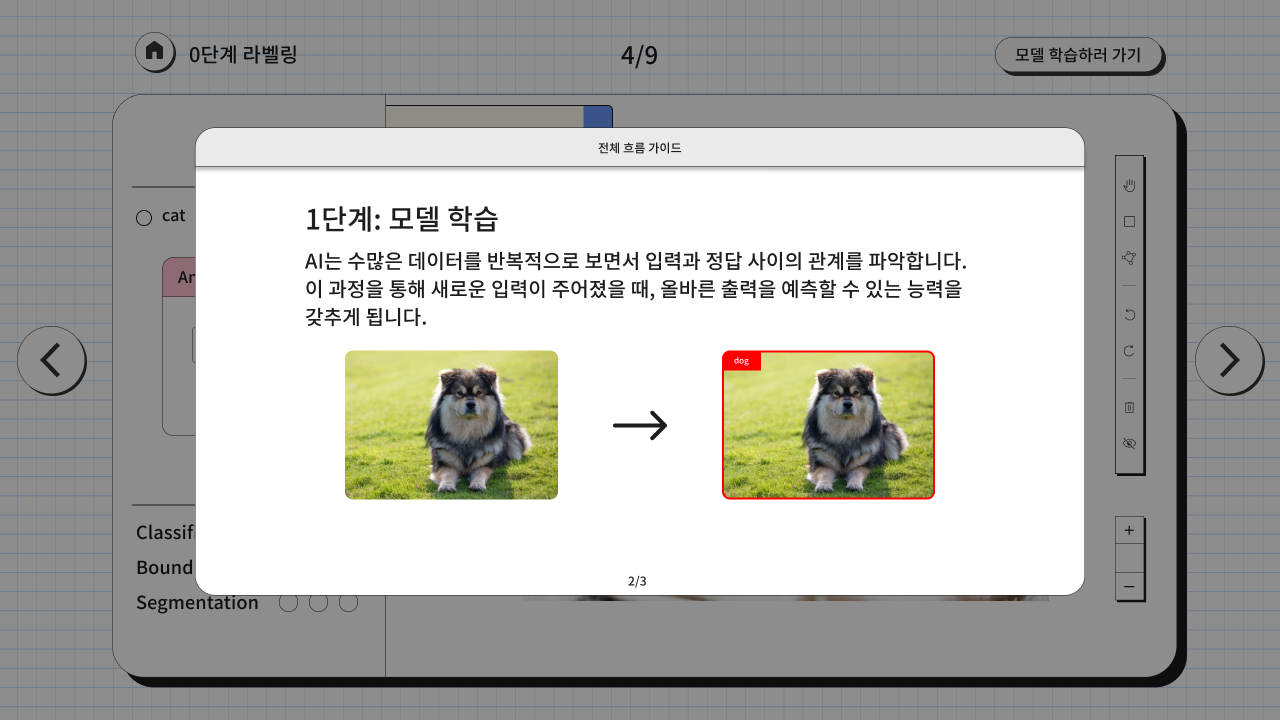 0단계 라벨링
4/9
모델 학습하러 가기
전체 흐름 가이드
1단계: 모델 학습
AI는 수많은 데이터를 반복적으로 보면서 입력과 정답 사이의 관계를 파악합니다.
이 과정을 통해 새로운 입력이 주어졌을 때, 올바른 출력을 예측할 수 있는 능력을
갖추게 됩니다.
dog
2/3
cat
An
Classif
Bound
Segmentation
+
−